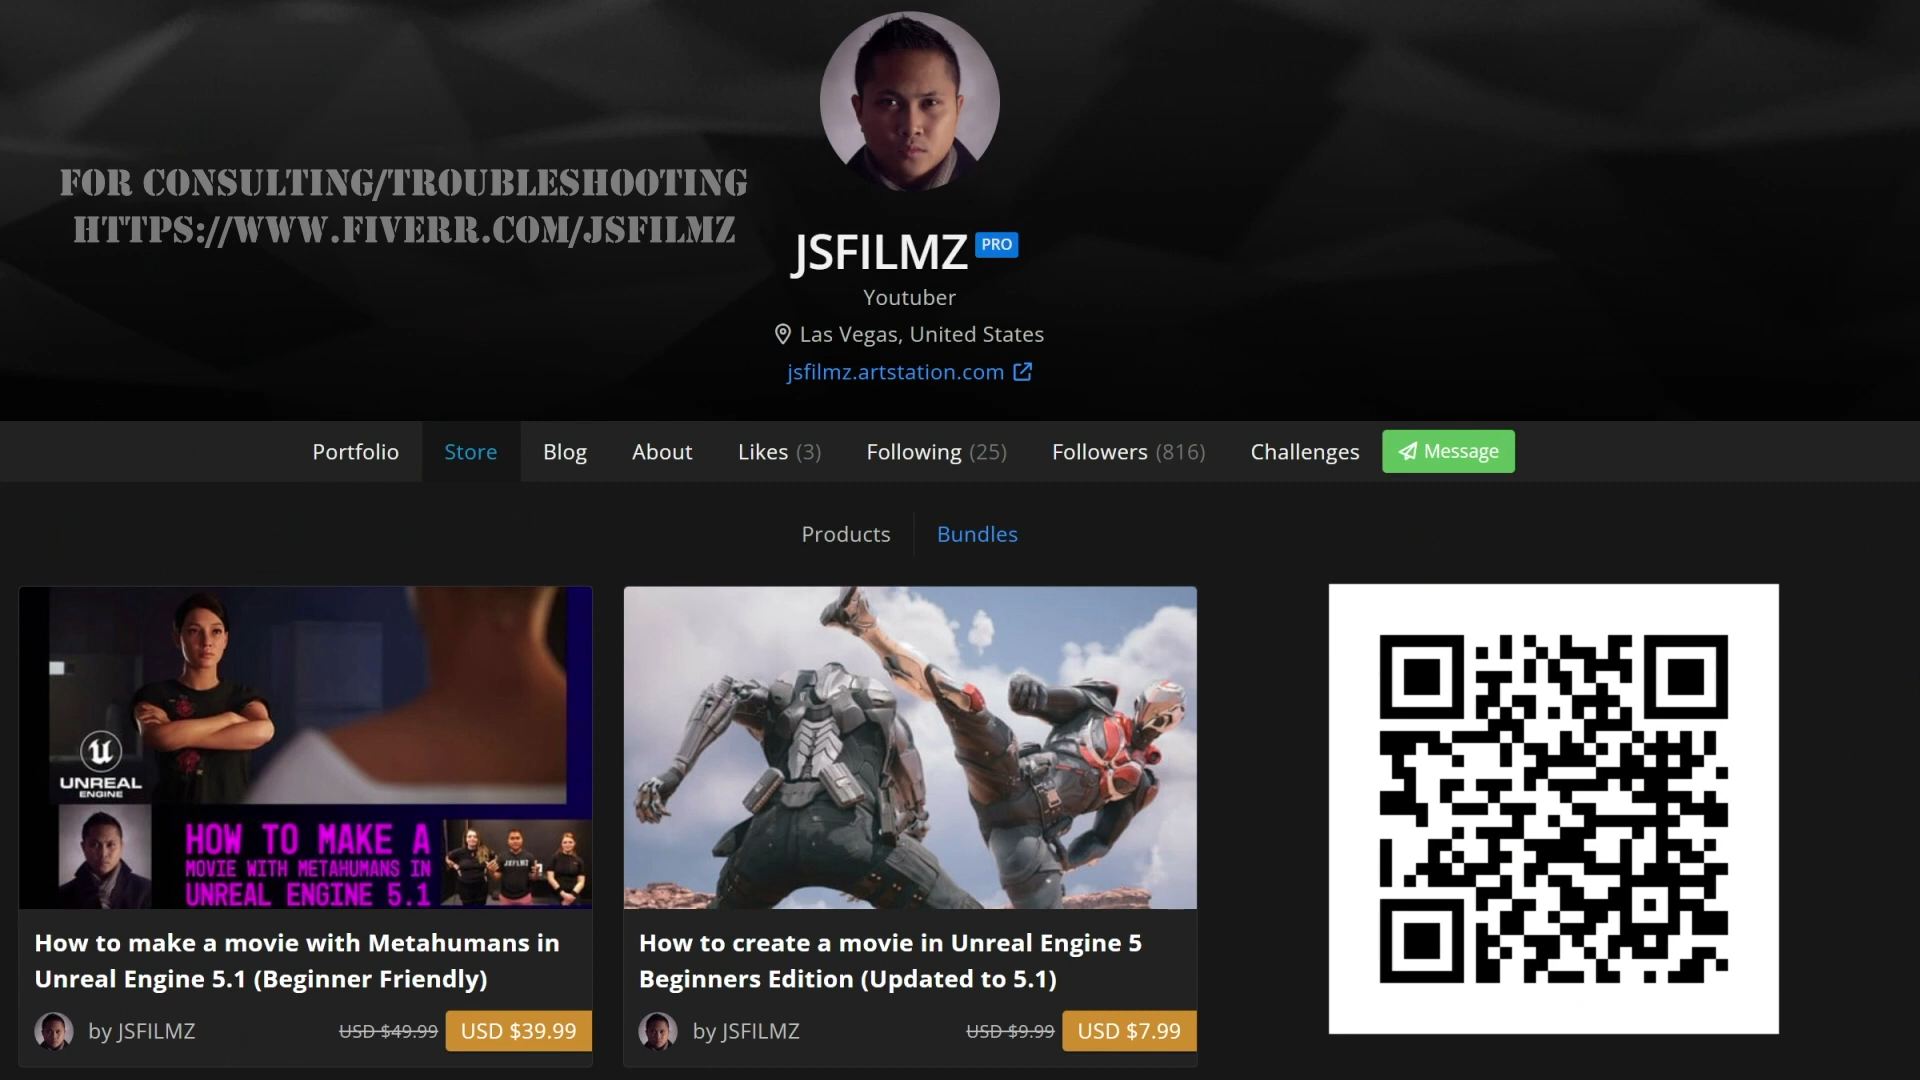 FOR CONSULTING/TROUBLESHOOTING
HTTPS://WWW.FIVERR.COM/JSFILMZ
JSFILMZ PRO
Youtuber
Las Vegas, United States
jsfilmz.artstation.com
Portfolio Store Blog About Likes (3) Following (25) Followers (816) Challenges Message
Products Bundles
UNREAL
ENGINE
HOW TO MAKE A
MOVIE WITH METAHUMANS IN
UNREAL ENGINE 5.1
JSFILMZ
How to make a movie with Metahumans in
Unreal Engine 5.1 (Beginner Friendly)
by JSFILMZ USD $49.99 USD $39.99
How to create a movie in Unreal Engine 5
Beginners Edition (Updated to 5.1)
by JSFILMZ USD $9.99 USD $7.99